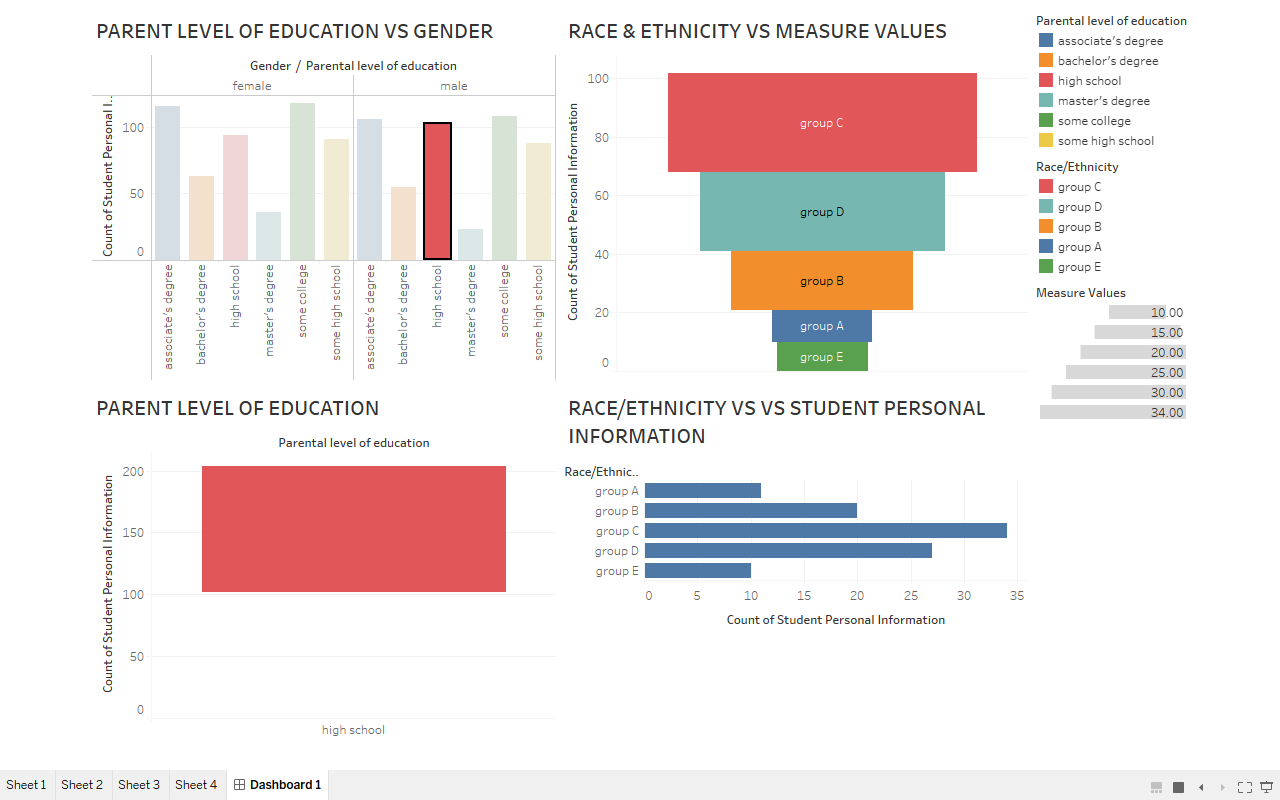 PARENT LEVEL OF EDUCATION VS GENDER
Gender / Parental level of education
female
male
Count of Student Personal I..
100
50
0
associate's degree
bachelor's degree
high school
master's degree
some college
some high school
associate's degree
bachelor's degree
high school
master's degree
some college
some high school
RACE & ETHNICITY VS MEASURE VALUES
Count of Student Personal Information
100
80
60
40
20
0
group C
group D
group B
group A
group E
Parental level of education
associate's degree
bachelor's degree
high school
master's degree
some college
some high school
Race/Ethnicity
group C
group D
group B
group A
group E
Measure Values
10.00
15.00
20.00
25.00
30.00
34.00
PARENT LEVEL OF EDUCATION
Parental level of education
Count of Student Personal Information
200
150
100
50
0
high school
RACE/ETHNICITY VS VS STUDENT PERSONAL
INFORMATION
Race/Ethnic..
group A
group B
group C
group D
group E
0 5 10 15 20 25 30 35
Count of Student Personal Information
Sheet 1 Sheet 2 Sheet 3 Sheet 4 Dashboard 1